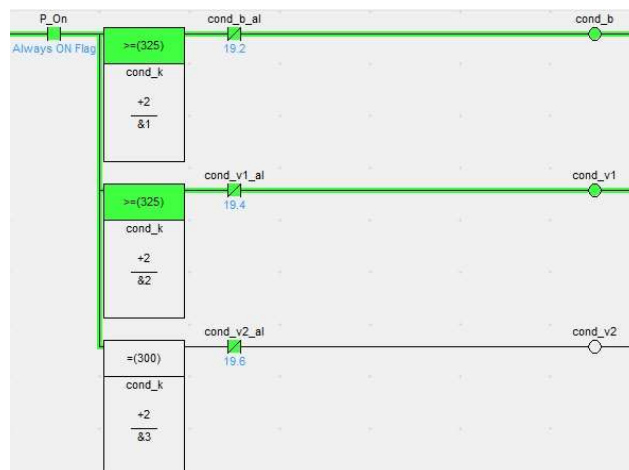 P_On
cond_b_al
cond_b
Always ON Flag
>=(325)
19.2
cond_k
+2
&1
cond_v1_al
cond_v1
>=(325)
19.4
cond_k
+2
&2
cond_v2_al
cond_v2
=(300)
19.6
cond_k
+2
&3